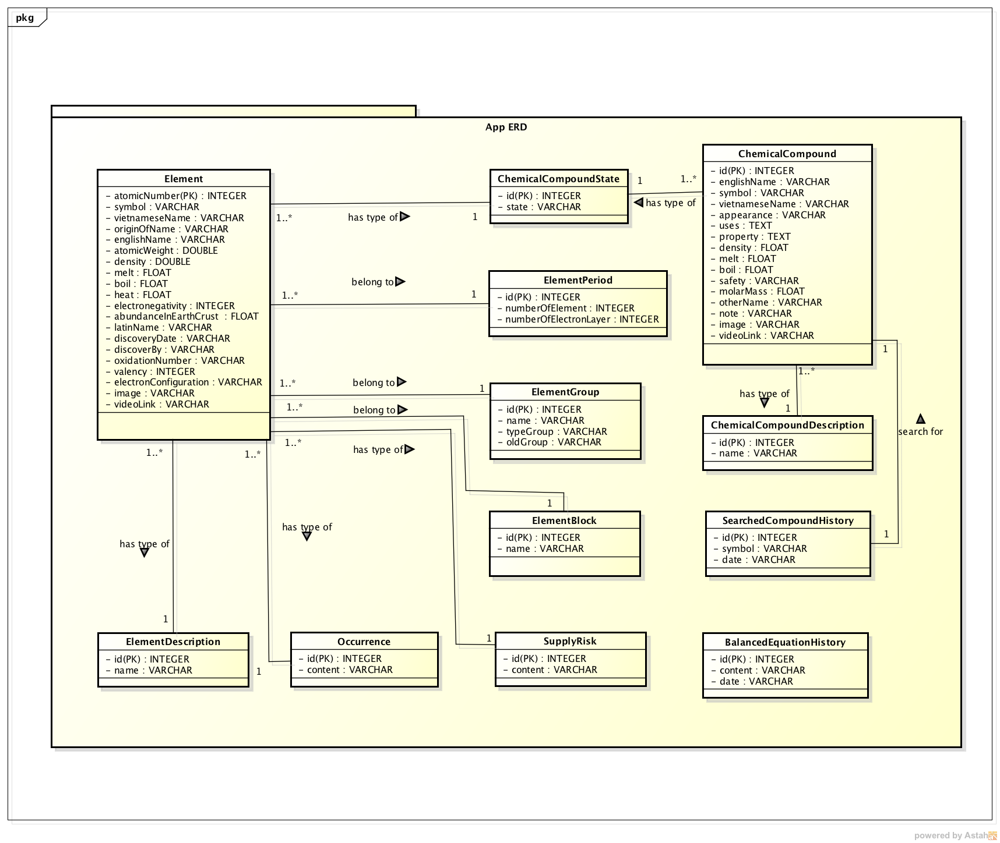 pkg
App ERD
Element
- atomicNumber(PK) : INTEGER
- symbol : VARCHAR
- vietnameseName : VARCHAR
- originOfName : VARCHAR
- englishName : VARCHAR
- atomicWeight : DOUBLE
- density : DOUBLE
- melt : FLOAT
- boil : FLOAT
- heat : FLOAT
- electronegativity : INTEGER
- abundanceInEarthCrust : FLOAT
- latinName : VARCHAR
- discoveryDate : VARCHAR
- discoverBy : VARCHAR
- oxidationNumber : VARCHAR
- valency : INTEGER
- electronConfiguration : VARCHAR
- image : VARCHAR
- videoLink : VARCHAR
1..*
has type of
1
ChemicalCompoundState
- id(PK) : INTEGER
- state : VARCHAR
1
1..*
has type of
ChemicalCompound
- id(PK) : INTEGER
- englishName : VARCHAR
- symbol : VARCHAR
- vietnameseName : VARCHAR
- appearance : VARCHAR
- uses : TEXT
- property : TEXT
- density : FLOAT
- melt : FLOAT
- boil : FLOAT
- safety : VARCHAR
- molarMass : FLOAT
- otherName : VARCHAR
- note : VARCHAR
- image : VARCHAR
- videoLink : VARCHAR
belong to
1..*
1
ElementPeriod
- id(PK) : INTEGER
- numberOfElement : INTEGER
- numberOfElectronLayer : INTEGER
1..*
belong to
1
ElementGroup
- id(PK) : INTEGER
- name : VARCHAR
- typeGroup : VARCHAR
- oldGroup : VARCHAR
1..*
belong to
1..*
has type of
1
1..*
has type of
1
ChemicalCompoundDescription
- id(PK) : INTEGER
- name : VARCHAR
search for
1
ElementBlock
- id(PK) : INTEGER
- name : VARCHAR
SearchedCompoundHistory
- id(PK) : INTEGER
- symbol : VARCHAR
- date : VARCHAR
1
1..*
1..*
has type of
has type of
1
ElementDescription
- id(PK) : INTEGER
- name : VARCHAR
1
Occurrence
- id(PK) : INTEGER
- content : VARCHAR
1
SupplyRisk
- id(PK) : INTEGER
- content : VARCHAR
BalancedEquationHistory
- id(PK) : INTEGER
- content : VARCHAR
- date : VARCHAR
powered by Astah